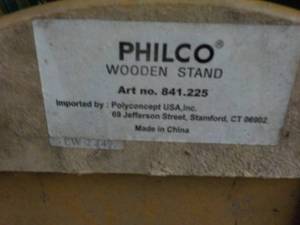 PHILCO®
WOODEN STAND
Art no. 841.225
Imported by : Polyconcept USA,Inc.
69 Jefferson Street, Stamford, CT 06902
Made in China